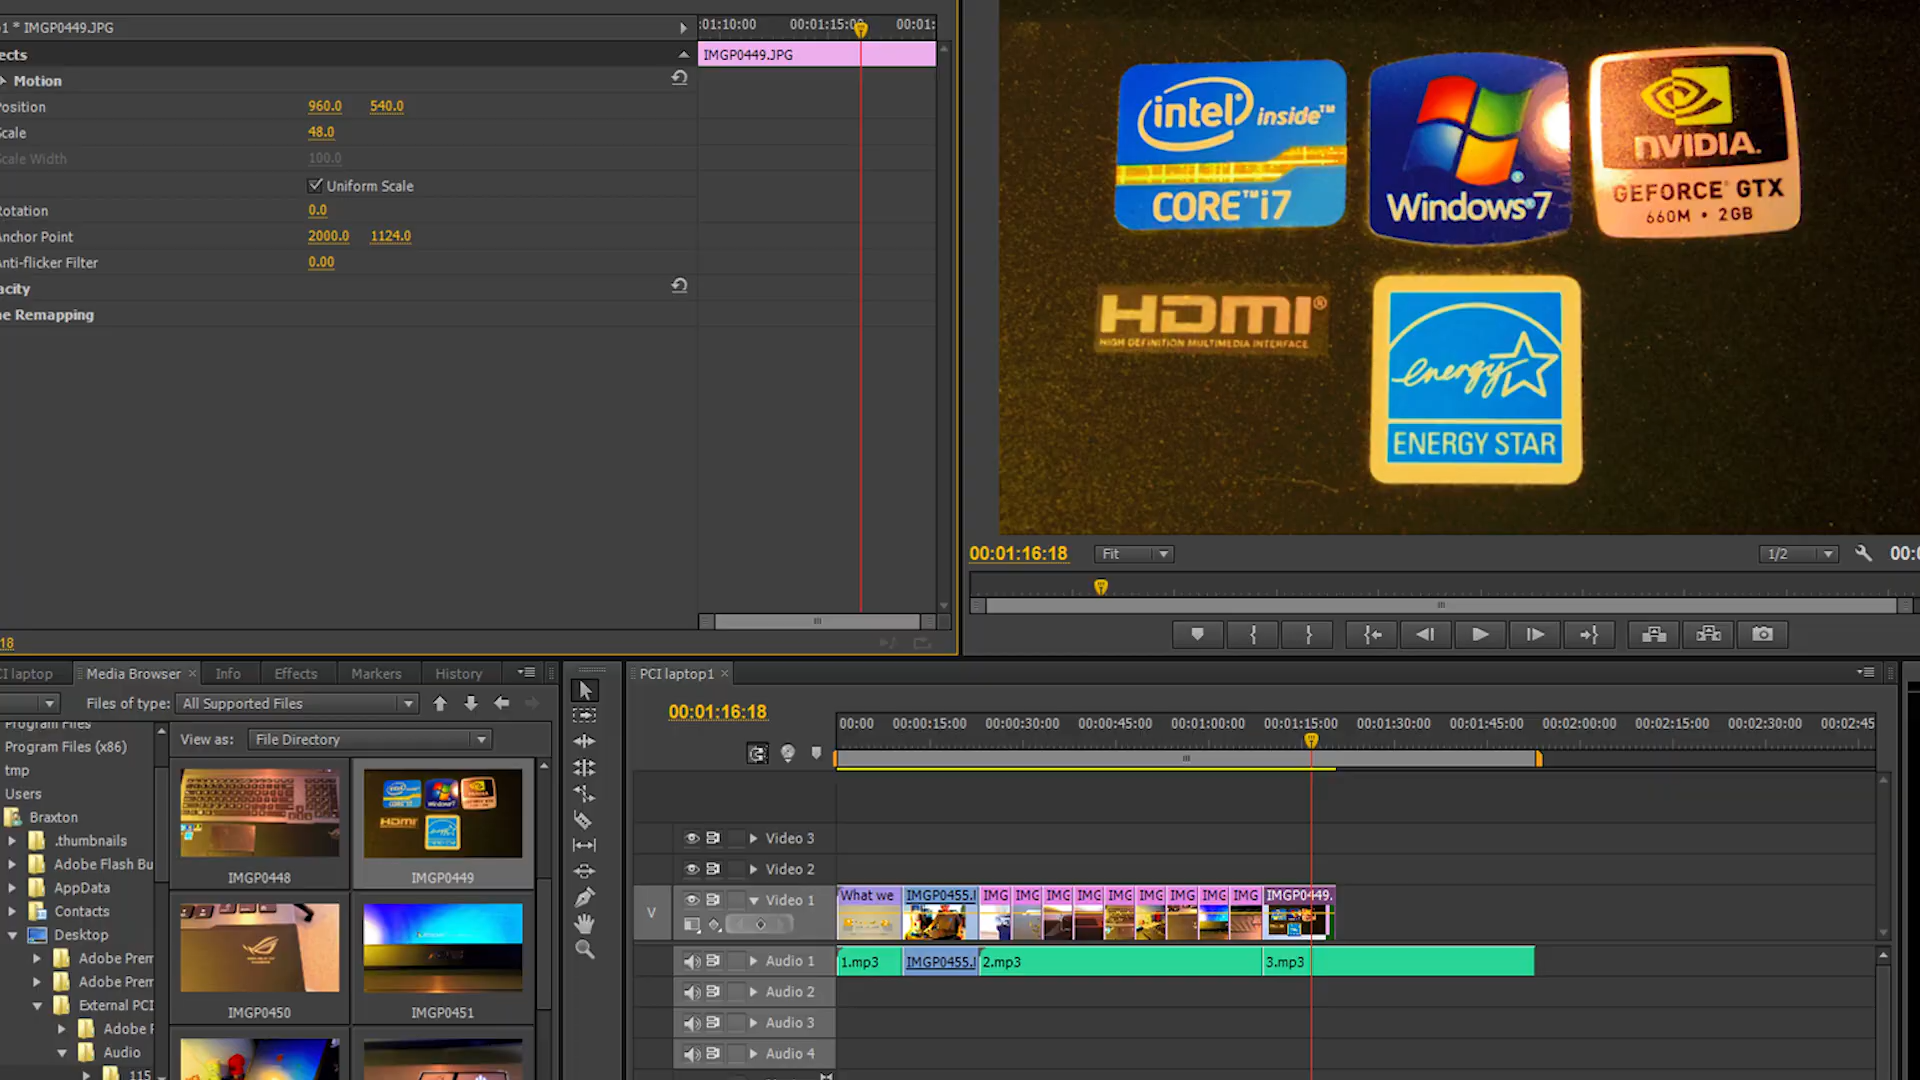 1 * IMGP0449.JPG
:01:10:00 00:01:15:00 00:01:
ects
IMGP0449.JPG
Motion
Position 960.0 540.0
Scale 48.0
Scale Width 100.0
Uniform Scale
Rotation 0.0
Anchor Point 2000.0 1124.0
Anti-flicker Filter 0.00
acity
ne Remapping
18
intel inside™
CORE™i7
Windows®7
NVIDIA.
GEFORCE® GTX
660M • 2GB
HDMI®
HIGH DEFINITION MULTIMEDIA INTERFACE
energy
ENERGY STAR
00:01:16:18 Fit 1/2 00:0
CI laptop Media Browser × Info Effects Markers History
Files of type: All Supported Files
View as: File Directory
Program Files
Program Files (x86)
tmp
Users
Braxton
.thumbnails
Adobe Flash Bu
AppData
Contacts
Desktop
Adobe Prem
Adobe Prem
External PCI
Adobe F
Audio
115
IMGP0448 IMGP0449
IMGP0450 IMGP0451
PCI laptop1 ×
00:01:16:18
00:00 00:00:15:00 00:00:30:00 00:00:45:00 00:01:00:00 00:01:15:00 00:01:30:00 00:01:45:00 00:02:00:00 00:02:15:00 00:02:30:00 00:02:45
Video 3
Video 2
V Video 1 What we IMGP0455.I IMG IMG IMG IMG IMG IMG IMG IMG IMG IMGP0449.
Audio 1 1.mp3 IMGP0455.I 2.mp3 3.mp3
Audio 2
Audio 3
Audio 4